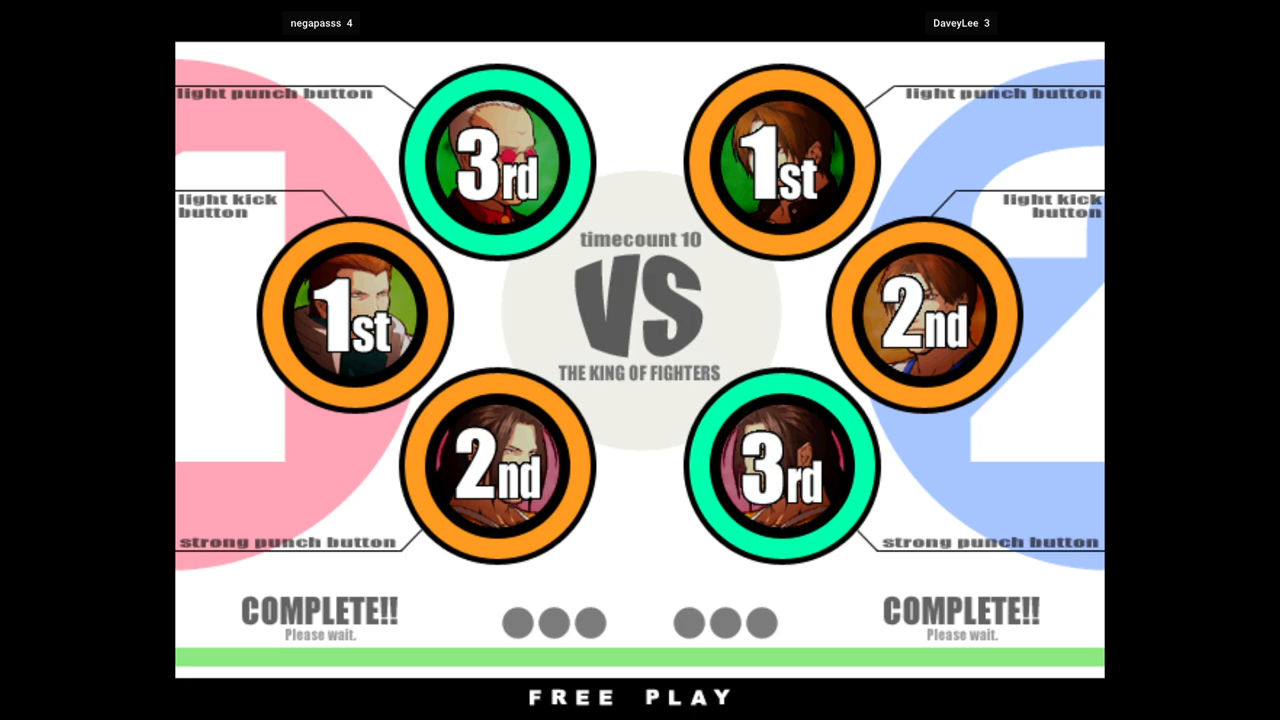 negapasss 4
DaveyLee 3
light punch button
light punch button
3rd
1st
light kick
button
light kick
button
timecount 10
VS
THE KING OF FIGHTERS
1st
2nd
2nd
3rd
strong punch button
strong punch button
COMPLETE!!
Please wait.
COMPLETE!!
Please wait.
FREE PLAY
1
2